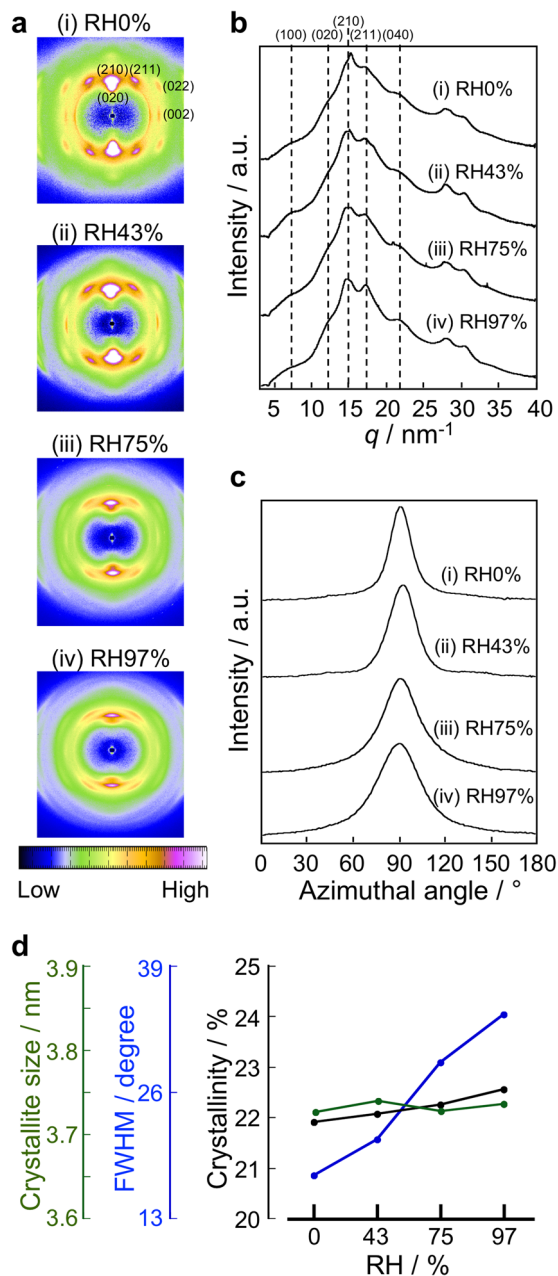 a
(i) RH0%
(210) (211)
(022)
(020)
(002)
(ii) RH43%
(iii) RH75%
(iv) RH97%
Low High
b
(210)
(100) (020) (211) (040)
(i) RH0%
(ii) RH43%
(iii) RH75%
(iv) RH97%
Intensity / a.u.
5 10 15 20 25 30 35 40
q / nm-1
c
(i) RH0%
(ii) RH43%
(iii) RH75%
(iv) RH97%
Intensity / a.u.
0 30 60 90 120 150 180
Azimuthal angle / °
d
Crystallite size / nm
3.9
3.8
3.7
3.6
FWHM / degree
39
26
13
Crystallinity / %
25
24
23
22
21
20
0 43 75 97
RH / %